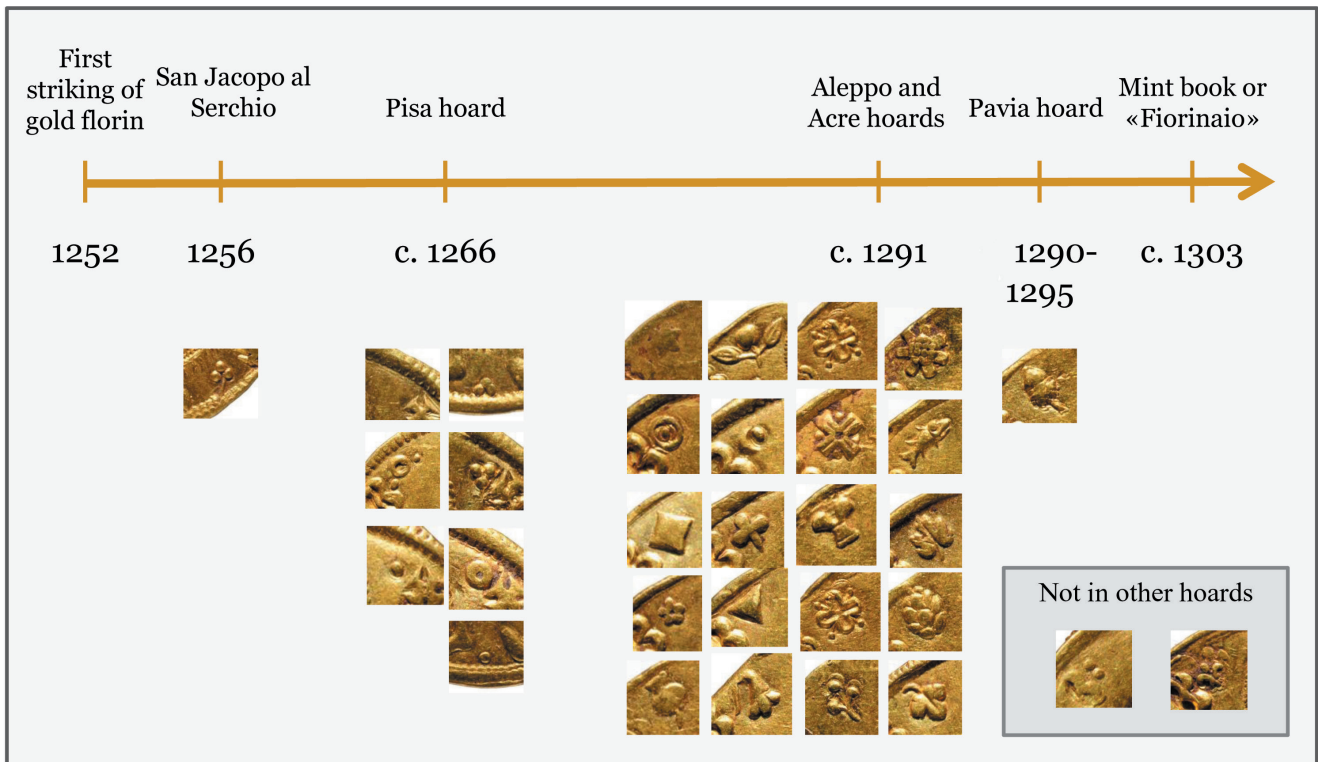 First
striking of
gold florin
San Jacopo al
Serchio
Pisa hoard
Aleppo and
Acre hoards
Pavia hoard
Mint book or
«Fiorinaio»
1252
1256
c. 1266
c. 1291
1290-
1295
c. 1303
Not in other hoards